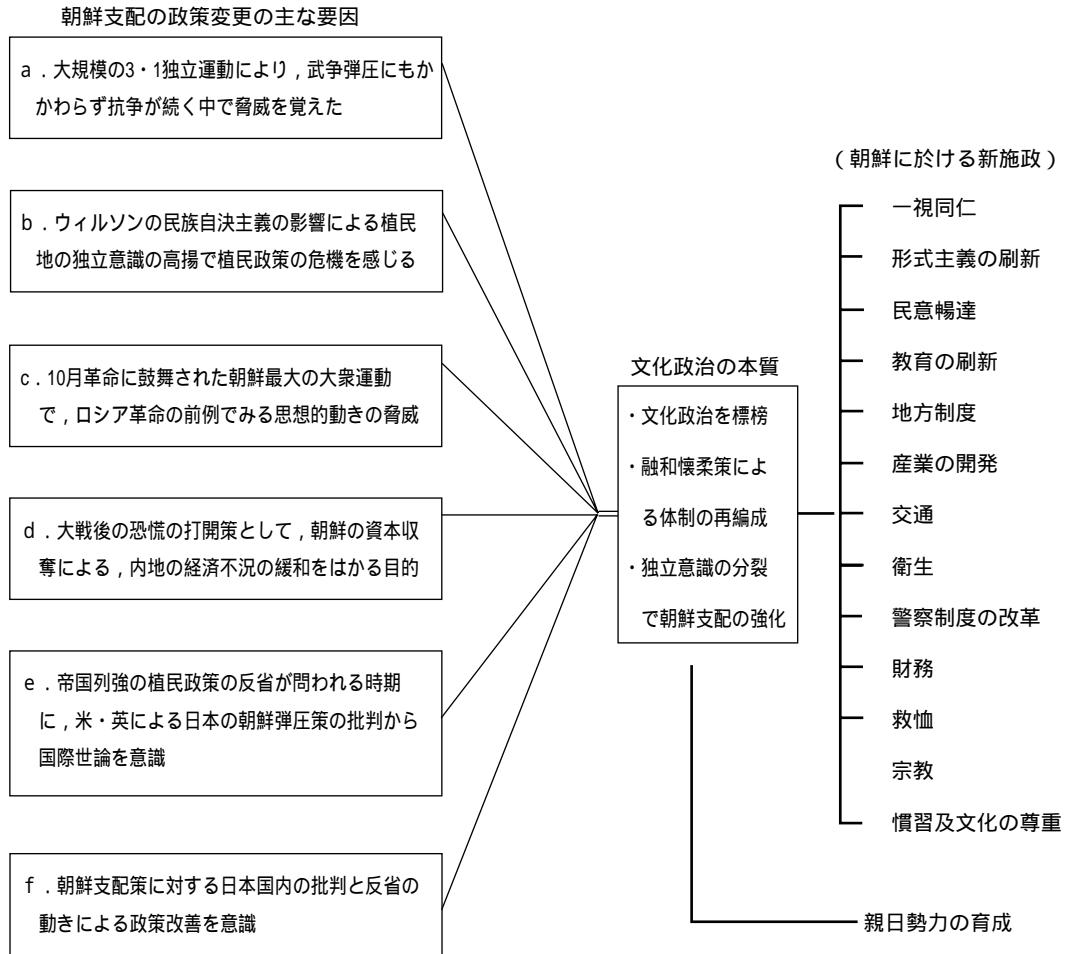 朝鮮支配の政策変更の主な要因
a．大規模の3・1独立運動により，武争弾圧にもか
かわらず抗争が続く中で脅威を覚えた
b．ウィルソンの民族自決主義の影響による植民
地の独立意識の高揚で植民政策の危機を感じる
c．10月革命に鼓舞された朝鮮最大の大衆運動
で，ロシア革命の前例でみる思想的動きの脅威
d．大戦後の恐慌の打開策として，朝鮮の資本収
奪による，内地の経済不況の緩和をはかる目的
e．帝国列強の植民政策の反省が問われる時期
に，米・英による日本の朝鮮弾圧策の批判から
国際世論を意識
f．朝鮮支配策に対する日本国内の批判と反省の
動きによる政策改善を意識
文化政治の本質
・文化政治を標榜
・融和懐柔策によ
る体制の再編成
・独立意識の分裂
で朝鮮支配の強化
（朝鮮に於ける新施政）
一視同仁
形式主義の刷新
民意暢達
教育の刷新
地方制度
産業の開発
交通
衛生
警察制度の改革
財務
救恤
宗教
慣習及文化の尊重
親日勢力の育成